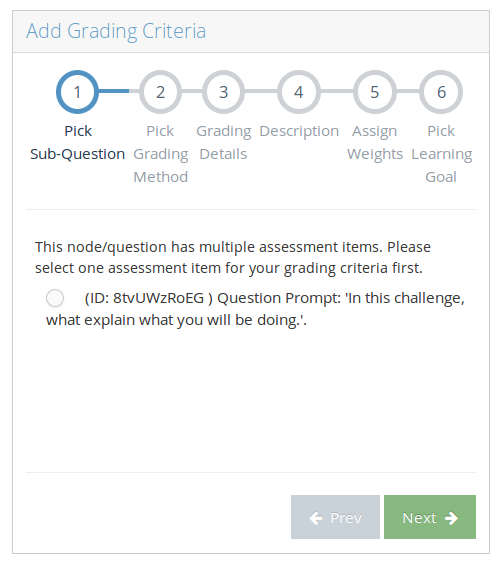 Add Grading Criteria
1 2 3 4 5 6
Pick Pick Grading Description Assign Pick
Sub-Question Grading Details Weights Learning
Method Goal
This node/question has multiple assessment items. Please
select one assessment item for your grading criteria first.
(ID: 8tvUWzRoEG ) Question Prompt: 'In this challenge,
what explain what you will be doing.'.
Prev Next